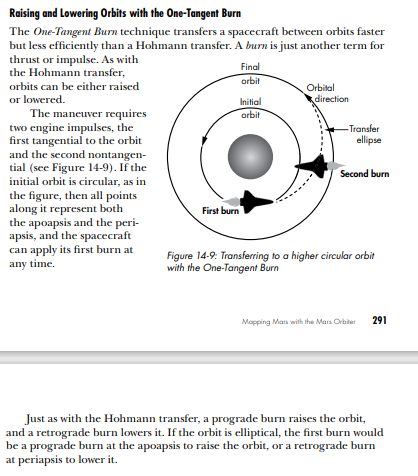 Raising and Lowering Orbits with the One-Tangent Burn
The One-Tangent Burn technique transfers a spacecraft between orbits faster
but less efficiently than a Hohmann transfer. A burn is just another term for
thrust or impulse. As with
the Hohmann transfer,
orbits can be either raised
or lowered.
The maneuver requires
two engine impulses, the
first tangential to the orbit
and the second nontangen-
tial (see Figure 14-9). If the
initial orbit is circular, as in
the figure, then all points
along it represent both
the apoapsis and the peri-
apsis, and the spacecraft
can apply its first burn at
any time.
Final
orbit
Initial
orbit
Orbital
direction
Transfer
ellipse
Second burn
First burn
Figure 14-9: Transferring to a higher circular orbit
with the One-Tangent Burn
Mapping Mars with the Mars Orbiter 291
Just as with the Hohmann transfer, a prograde burn raises the orbit,
and a retrograde burn lowers it. If the orbit is elliptical, the first burn would
be a prograde burn at the apoapsis to raise the orbit, or a retrograde burn
at periapsis to lower it.